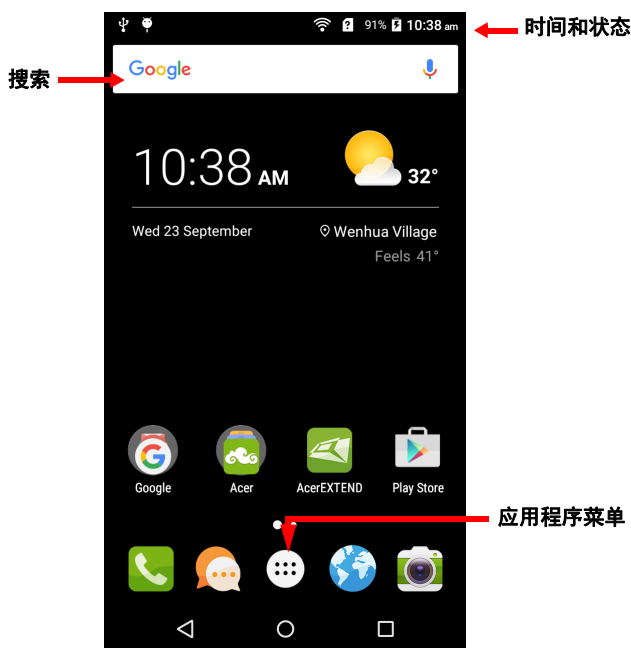 91% 10:38 am
时间和状态
搜索
Google
10:38 AM
32°
Wed 23 September
Wenhua Village
Feels 41°
Google
Acer
AcerEXTEND
Play Store
应用程序菜单